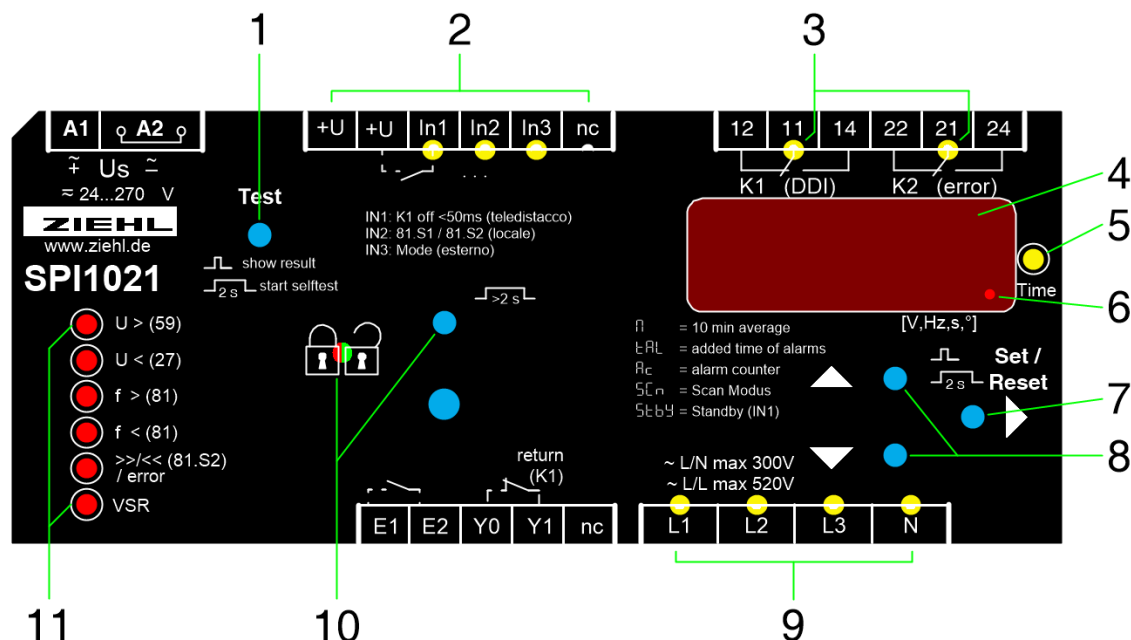 1 2 3
A1 A2
+U +U In1 In2 In3 nc
12 11 14 22 21 24
Us
≂ 24...270 V
K1 (DDI) K2 (error)
4
Test
ZIEHL
www.ziehl.de
IN1: K1 off <50ms (teledistacco)
IN2: 81.S1 / 81.S2 (locale)
IN3: Mode (esterno)
5
SPI1021
show result
2 s start selftest
>2 s
Time
6
[V,Hz,s,°]
U > (59)
U < (27)
f > (81)
f < (81)
>>/<< (81.S2)
/ error
VSR
n = 10 min average
tAL = added time of alarms
Ac = alarm counter
SCn = Scan Modus
StbY = Standby (IN1)
Set /
2 s Reset
7
8
return
(K1)
~ L/N max 300V
~ L/L max 520V
E1 E2 Y0 Y1 nc
L1 L2 L3 N
11 10 9